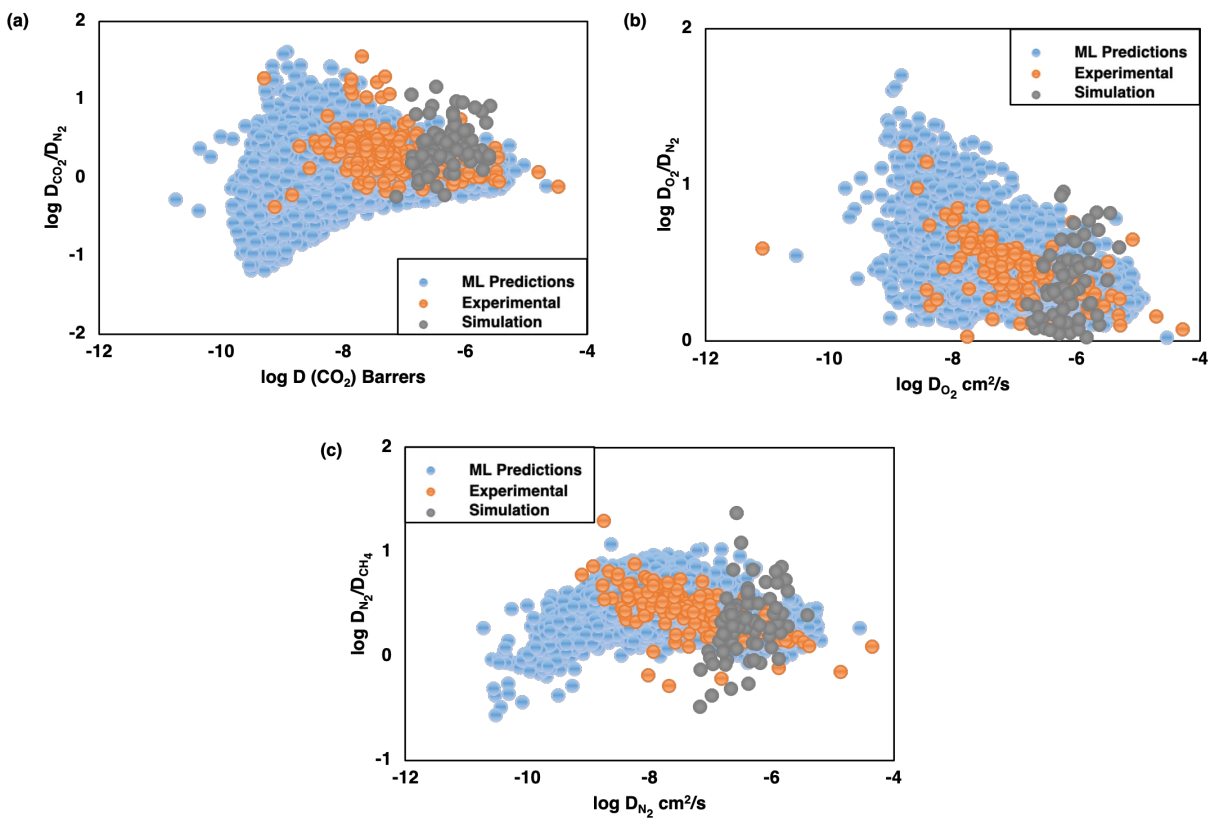 (a)
2
1
0
-1
-2
log D_CO₂/D_N₂
ML Predictions
Experimental
Simulation
-12 -10 -8 -6 -4
log D (CO₂) Barrers
(b)
2
1
0
log D_O₂/D_N₂
ML Predictions
Experimental
Simulation
-12 -10 -8 -6 -4
log D_O₂ cm²/s
(c)
2
1
0
-1
log D_N₂/D_CH₄
ML Predictions
Experimental
Simulation
-12 -10 -8 -6 -4
log D_N₂ cm²/s